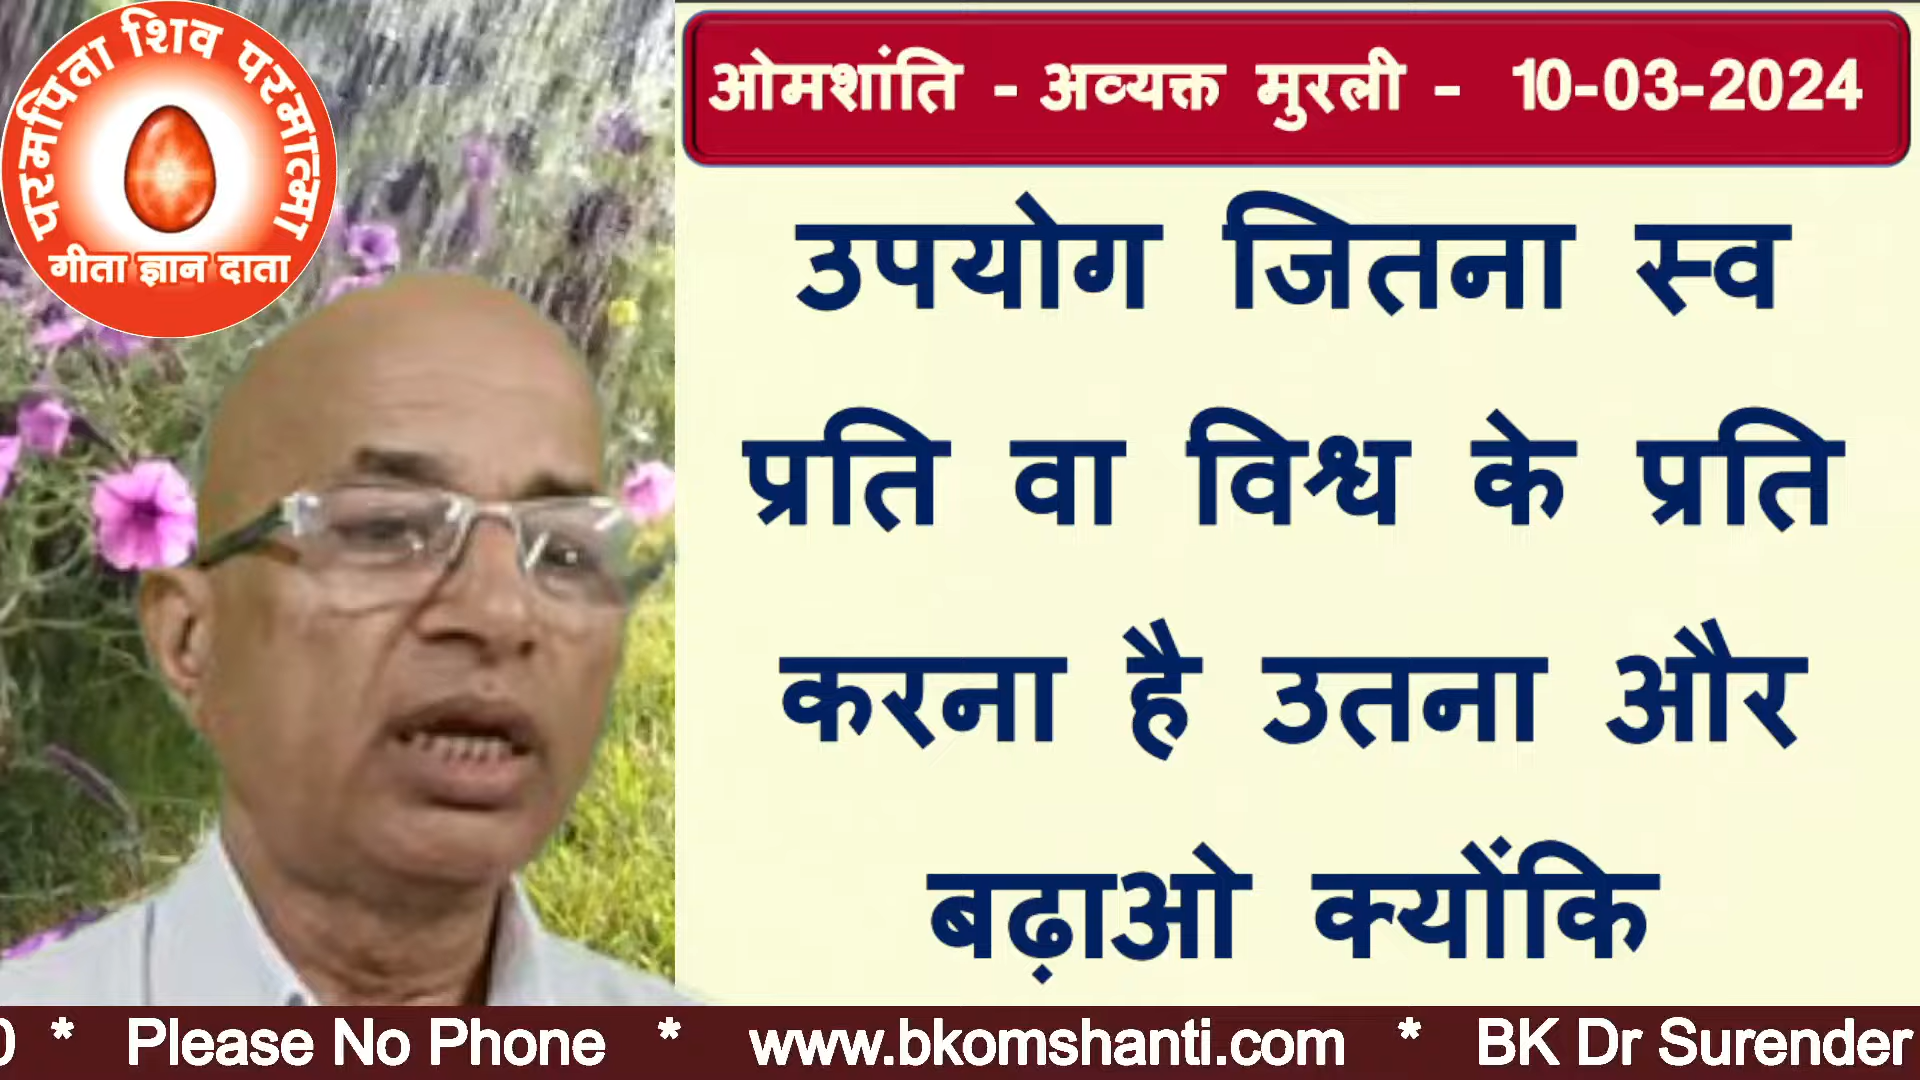 परमपिता शिव परमात्मा
गीता ज्ञान दाता
ओमशांति - अव्यक्त मुरली - 10-03-2024
उपयोग जितना स्व
प्रति वा विश्व के प्रति
करना है उतना और
बढ़ाओ क्योंकि
0 * Please No Phone * www.bkomshanti.com * BK Dr Surender